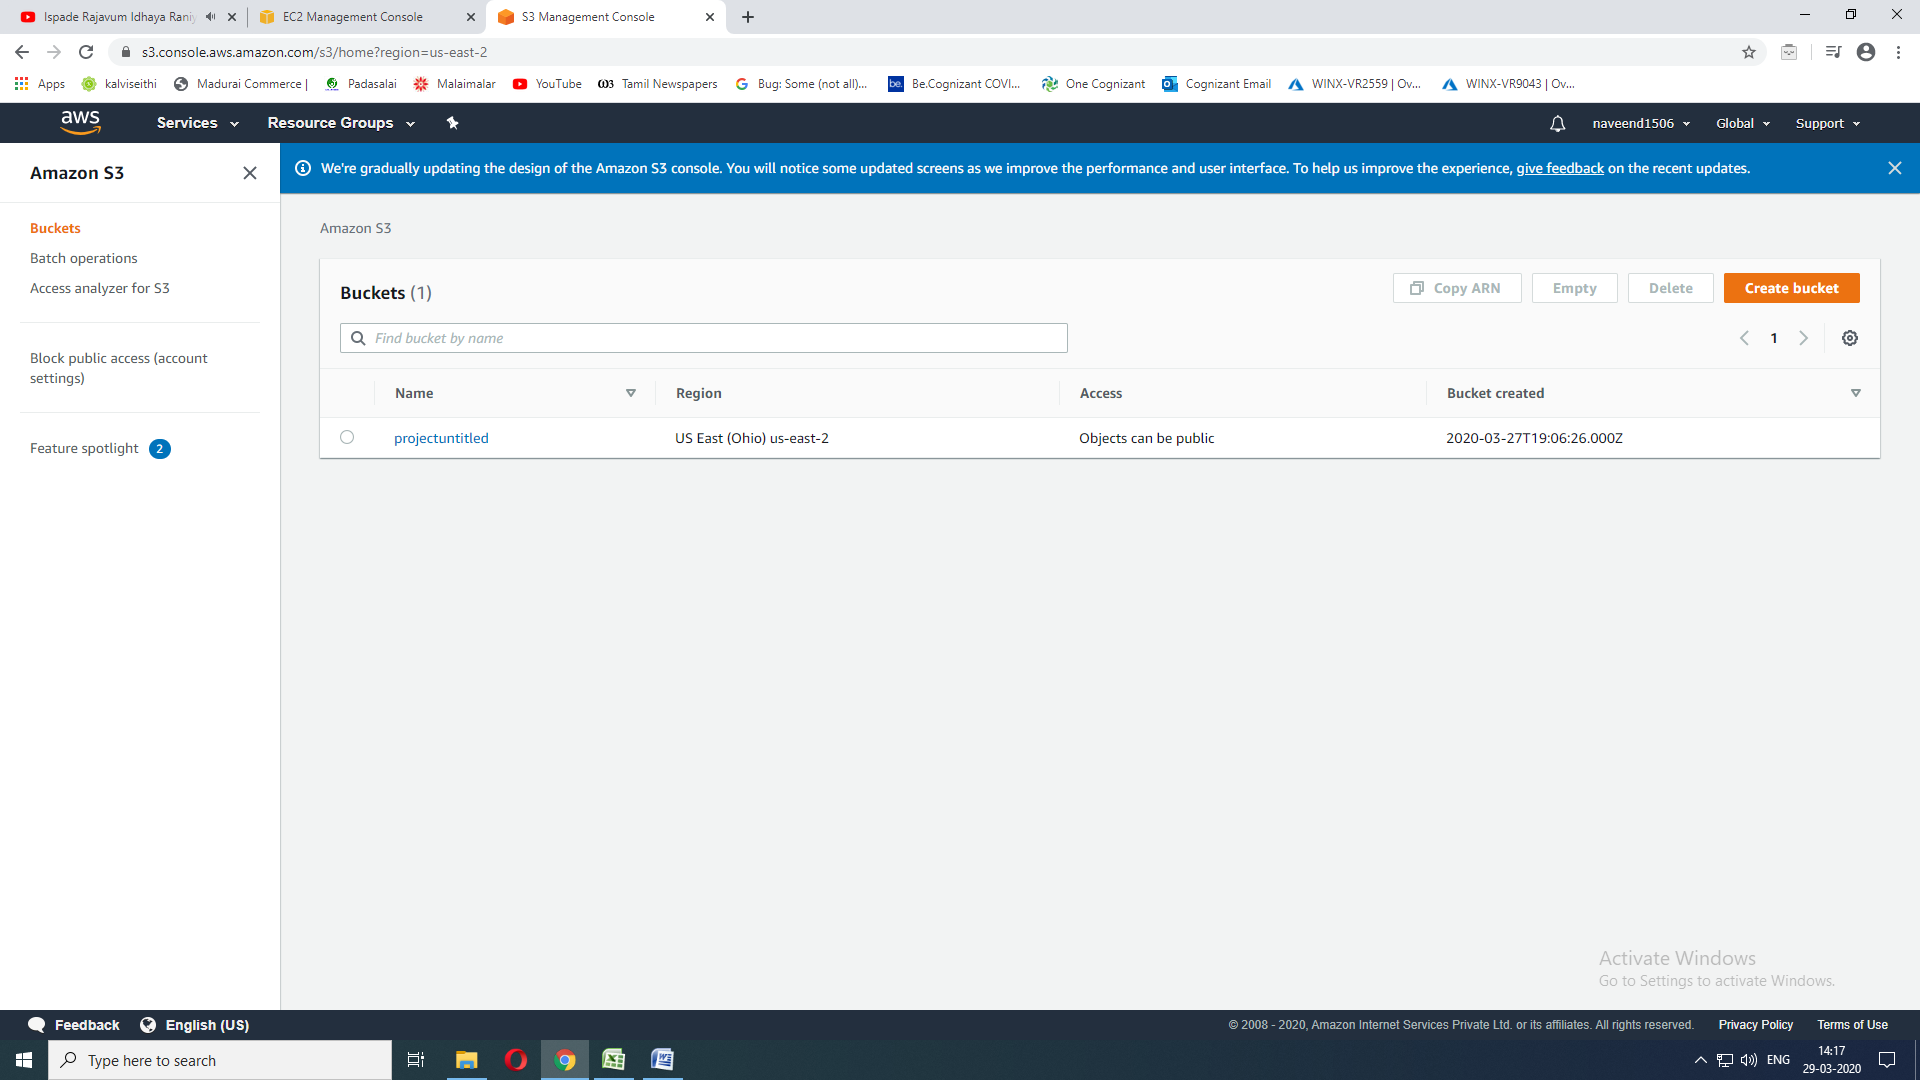 Ispade Rajavum Idhaya Raniy
EC2 Management Console
S3 Management Console
s3.console.aws.amazon.com/s3/home?region=us-east-2
Apps
kalviseithi
Madurai Commerce |
Padasalai
Malaimalar
YouTube
Tamil Newspapers
Bug: Some (not all)...
be.
Be.Cognizant COVI...
One Cognizant
Cognizant Email
WINX-VR2559 | Ov...
WINX-VR9043 | Ov...
aws
Services
Resource Groups
naveend1506
Global
Support
Amazon S3
We're gradually updating the design of the Amazon S3 console. You will notice some updated screens as we improve the performance and user interface. To help us improve the experience, give feedback on the recent updates.
Buckets
Batch operations
Access analyzer for S3
Block public access (account
settings)
Feature spotlight 2
Amazon S3
Buckets (1)
Copy ARN
Empty
Delete
Create bucket
Find bucket by name
1
Name
Region
Access
Bucket created
projectuntitled
US East (Ohio) us-east-2
Objects can be public
2020-03-27T19:06:26.000Z
Activate Windows
Go to Settings to activate Windows.
Feedback
English (US)
© 2008 - 2020, Amazon Internet Services Private Ltd. or its affiliates. All rights reserved.
Privacy Policy
Terms of Use
Type here to search
ENG
14:17
29-03-2020